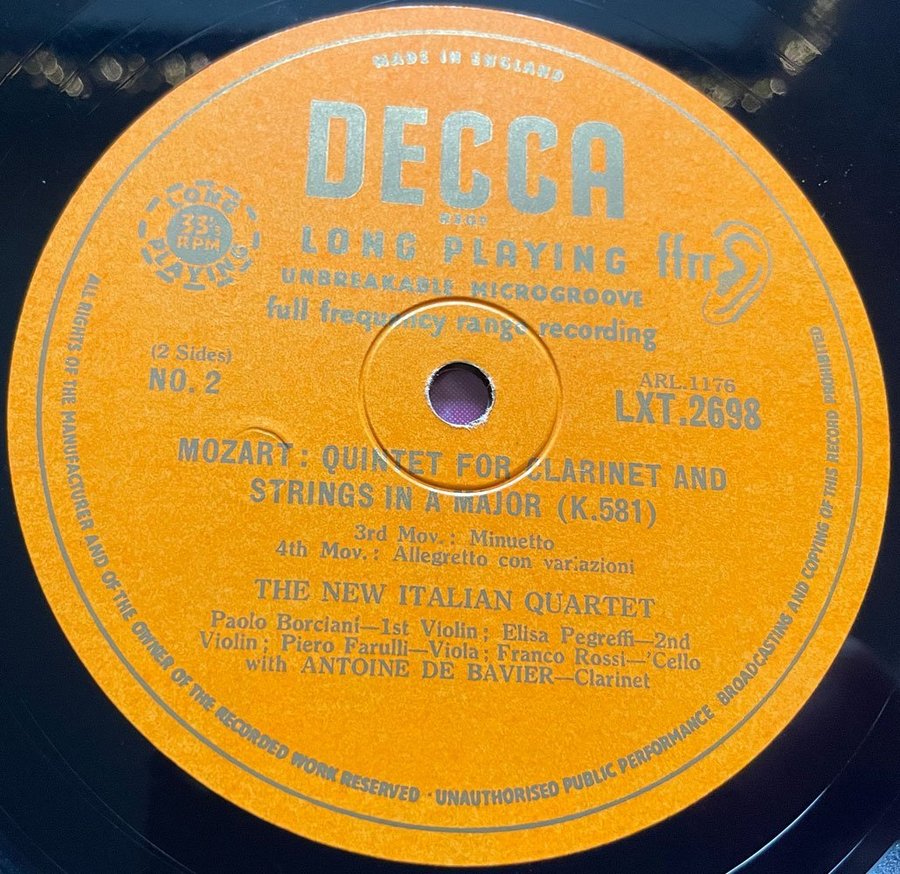 MADE IN ENGLAND
DECCA
REGD
LONG PLAYING
UNBREAKABLE MICROGROOVE
full frequency range recording
LONG
33⅓
RPM
PLAYING
ffrr
(2 Sides)
NO. 2
ARL.1176
LXT.2698
MOZART: QUINTET FOR CLARINET AND
STRINGS IN A MAJOR (K.581)
3rd Mov.: Minuetto
4th Mov.: Allegretto con variazioni
THE NEW ITALIAN QUARTET
Paolo Borciani—1st Violin; Elisa Pegreffi—2nd
Violin; Piero Farulli—Viola; Franco Rossi—'Cello
with ANTOINE DE BAVIER—Clarinet
ALL RIGHTS OF THE MANUFACTURER AND OF THE OWNER OF THE RECORDED WORK RESERVED · UNAUTHORISED PUBLIC PERFORMANCE BROADCASTING AND COPYING OF THIS RECORD PROHIBITED